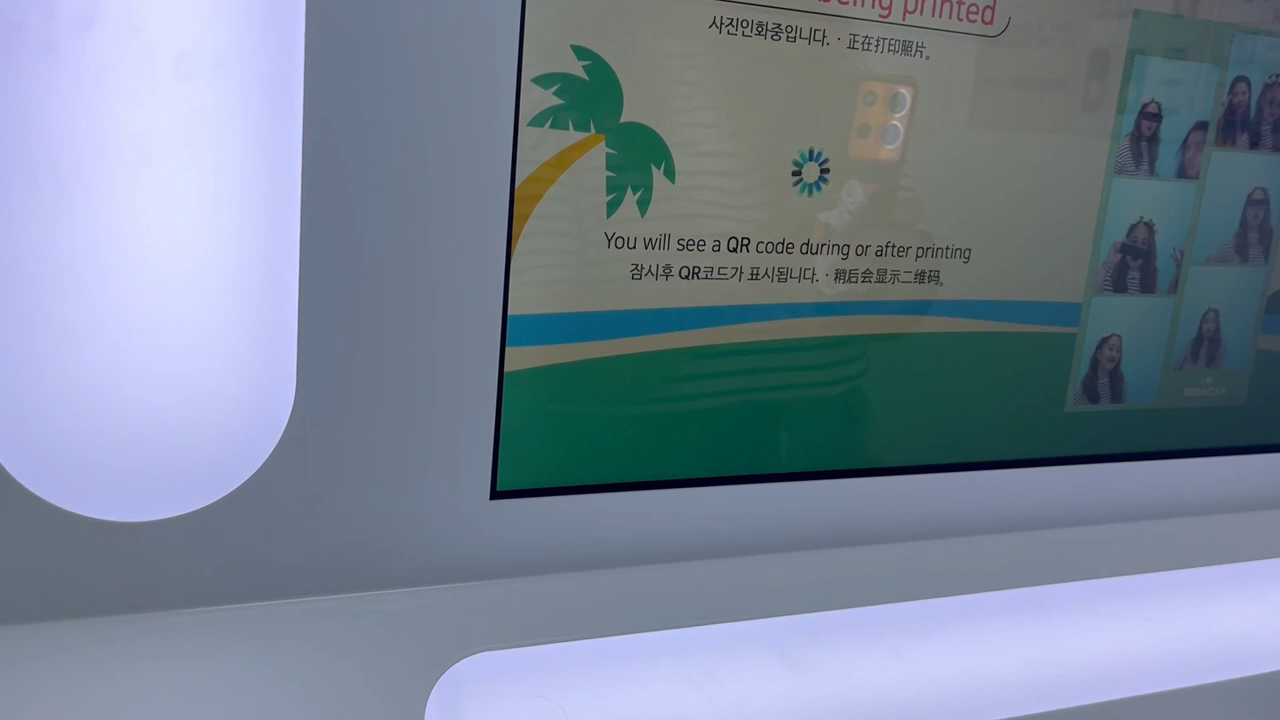 being printed
사진인화중입니다. · 正在打印照片。
You will see a QR code during or after printing
잠시후 QR코드가 표시됩니다. · 稍后会显示二维码。